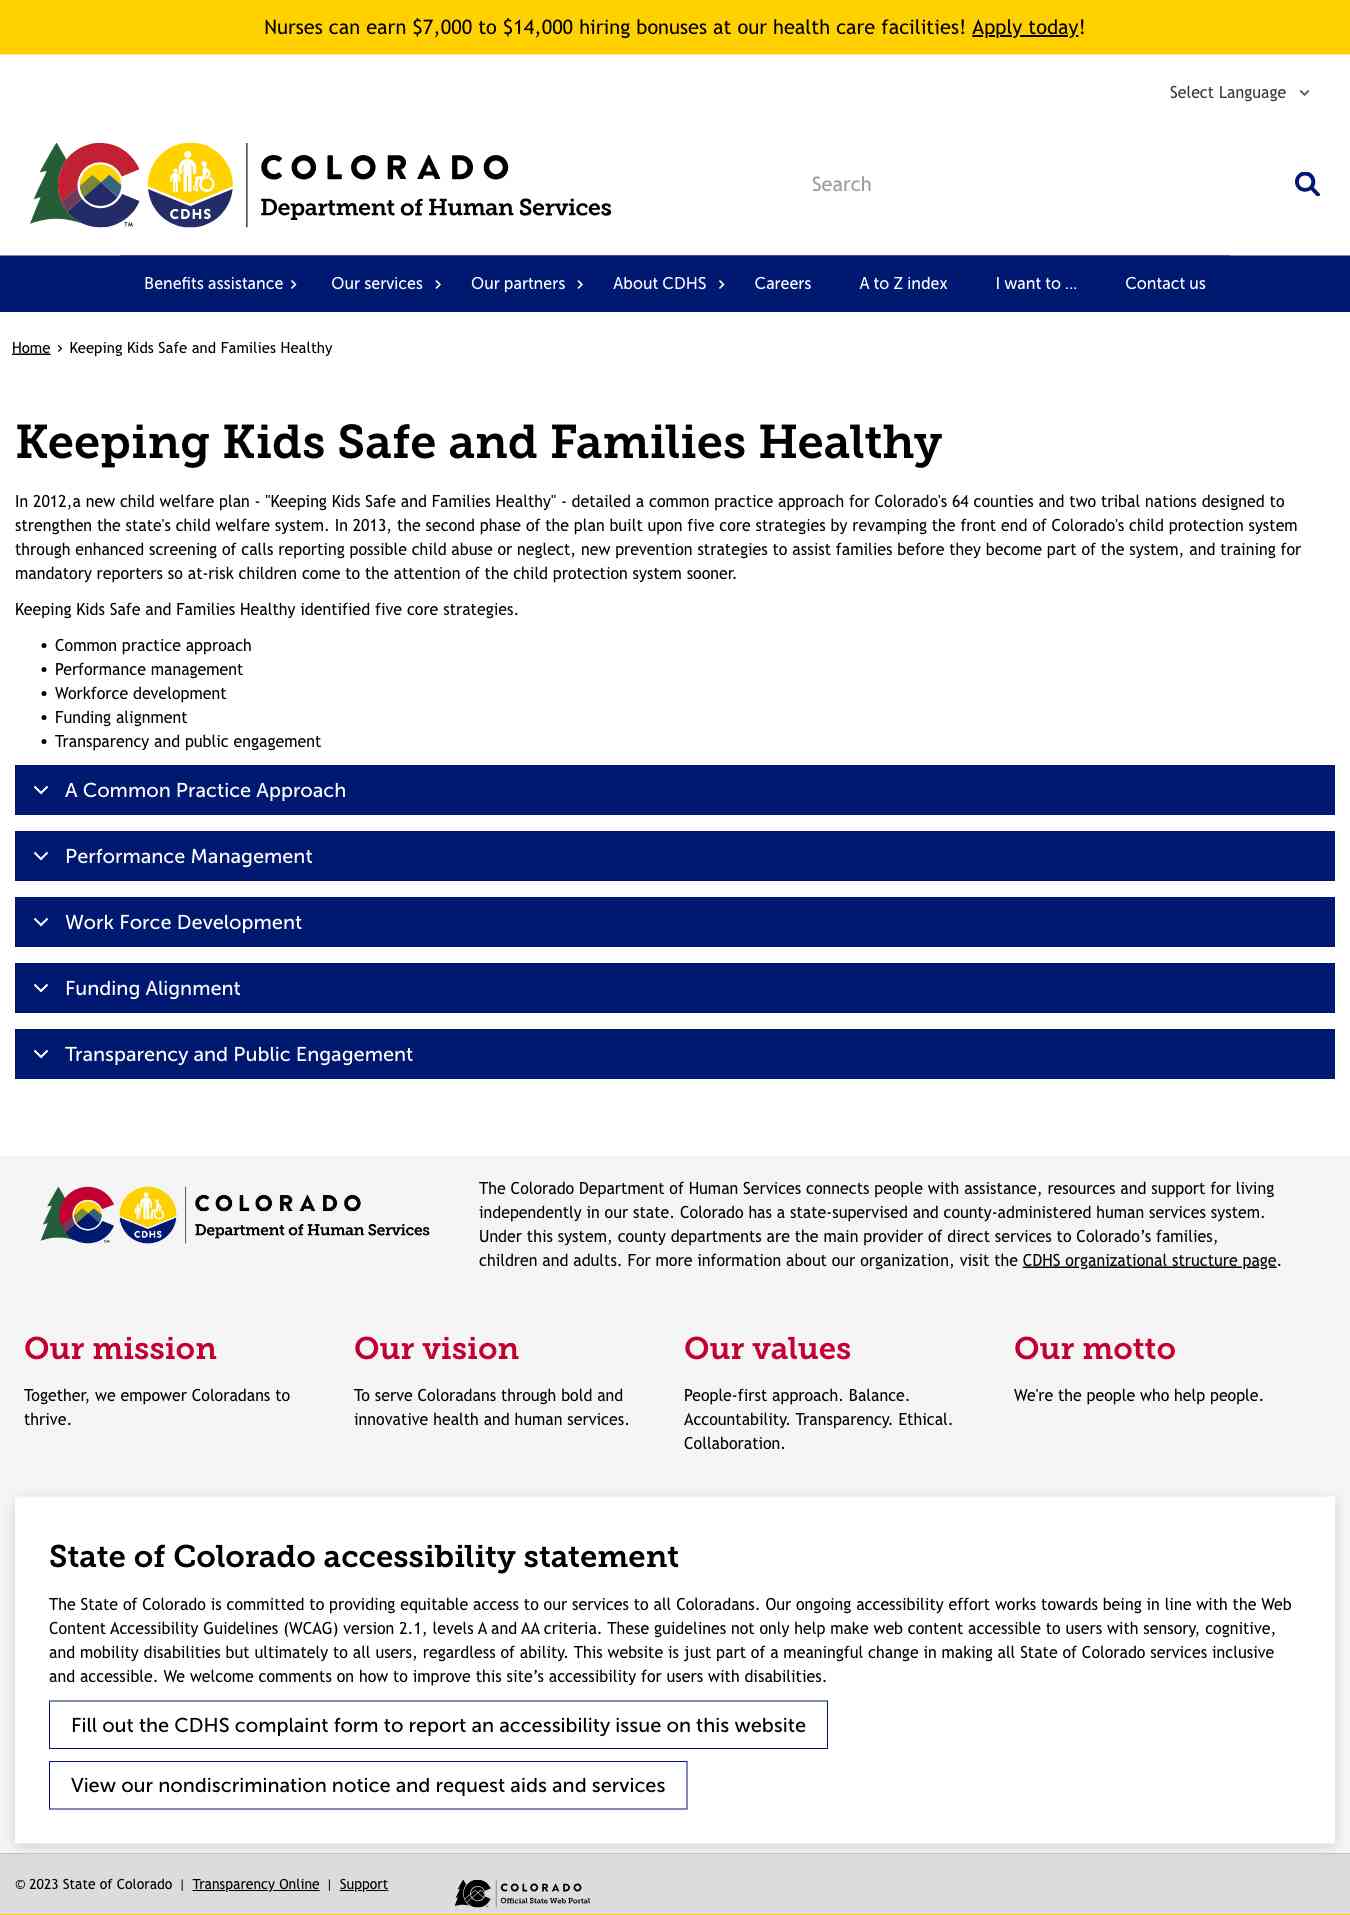 Nurses can earn $7,000 to $14,000 hiring bonuses at our health care facilities! Apply today!
Select Language
CDHS
TM
COLORADO
Department of Human Services
Search
Benefits assistance
Our services
Our partners
About CDHS
Careers
A to Z index
I want to ...
Contact us
Home › Keeping Kids Safe and Families Healthy
Keeping Kids Safe and Families Healthy
In 2012,a new child welfare plan - "Keeping Kids Safe and Families Healthy" - detailed a common practice approach for Colorado's 64 counties and two tribal nations designed to
strengthen the state's child welfare system. In 2013, the second phase of the plan built upon five core strategies by revamping the front end of Colorado's child protection system
through enhanced screening of calls reporting possible child abuse or neglect, new prevention strategies to assist families before they become part of the system, and training for
mandatory reporters so at-risk children come to the attention of the child protection system sooner.
Keeping Kids Safe and Families Healthy identified five core strategies.
• Common practice approach
• Performance management
• Workforce development
• Funding alignment
• Transparency and public engagement
A Common Practice Approach
Performance Management
Work Force Development
Funding Alignment
Transparency and Public Engagement
CDHS
TM
COLORADO
Department of Human Services
The Colorado Department of Human Services connects people with assistance, resources and support for living
independently in our state. Colorado has a state-supervised and county-administered human services system.
Under this system, county departments are the main provider of direct services to Colorado’s families,
children and adults. For more information about our organization, visit the CDHS organizational structure page.
Our mission
Together, we empower Coloradans to
thrive.
Our vision
To serve Coloradans through bold and
innovative health and human services.
Our values
People-first approach. Balance.
Accountability. Transparency. Ethical.
Collaboration.
Our motto
We're the people who help people.
State of Colorado accessibility statement
The State of Colorado is committed to providing equitable access to our services to all Coloradans. Our ongoing accessibility effort works towards being in line with the Web
Content Accessibility Guidelines (WCAG) version 2.1, levels A and AA criteria. These guidelines not only help make web content accessible to users with sensory, cognitive,
and mobility disabilities but ultimately to all users, regardless of ability. This website is just part of a meaningful change in making all State of Colorado services inclusive
and accessible. We welcome comments on how to improve this site’s accessibility for users with disabilities.
Fill out the CDHS complaint form to report an accessibility issue on this website
View our nondiscrimination notice and request aids and services
© 2023 State of Colorado | Transparency Online | Support
COLORADO
Official State Web Portal